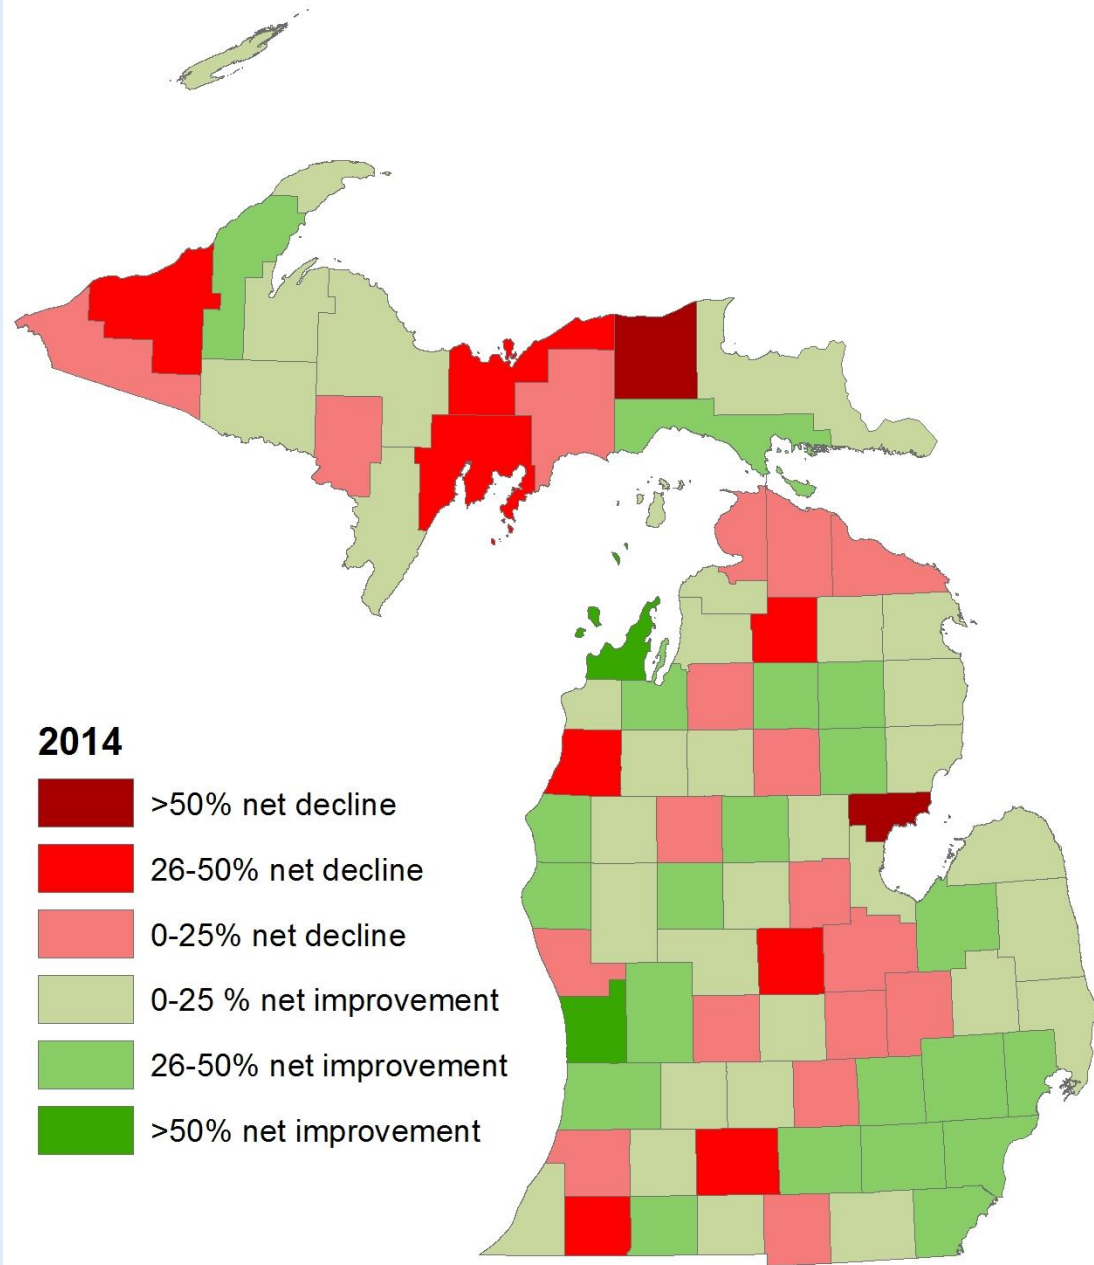 2014
>50% net decline
26-50% net decline
0-25% net decline
0-25 % net improvement
26-50% net improvement
>50% net improvement